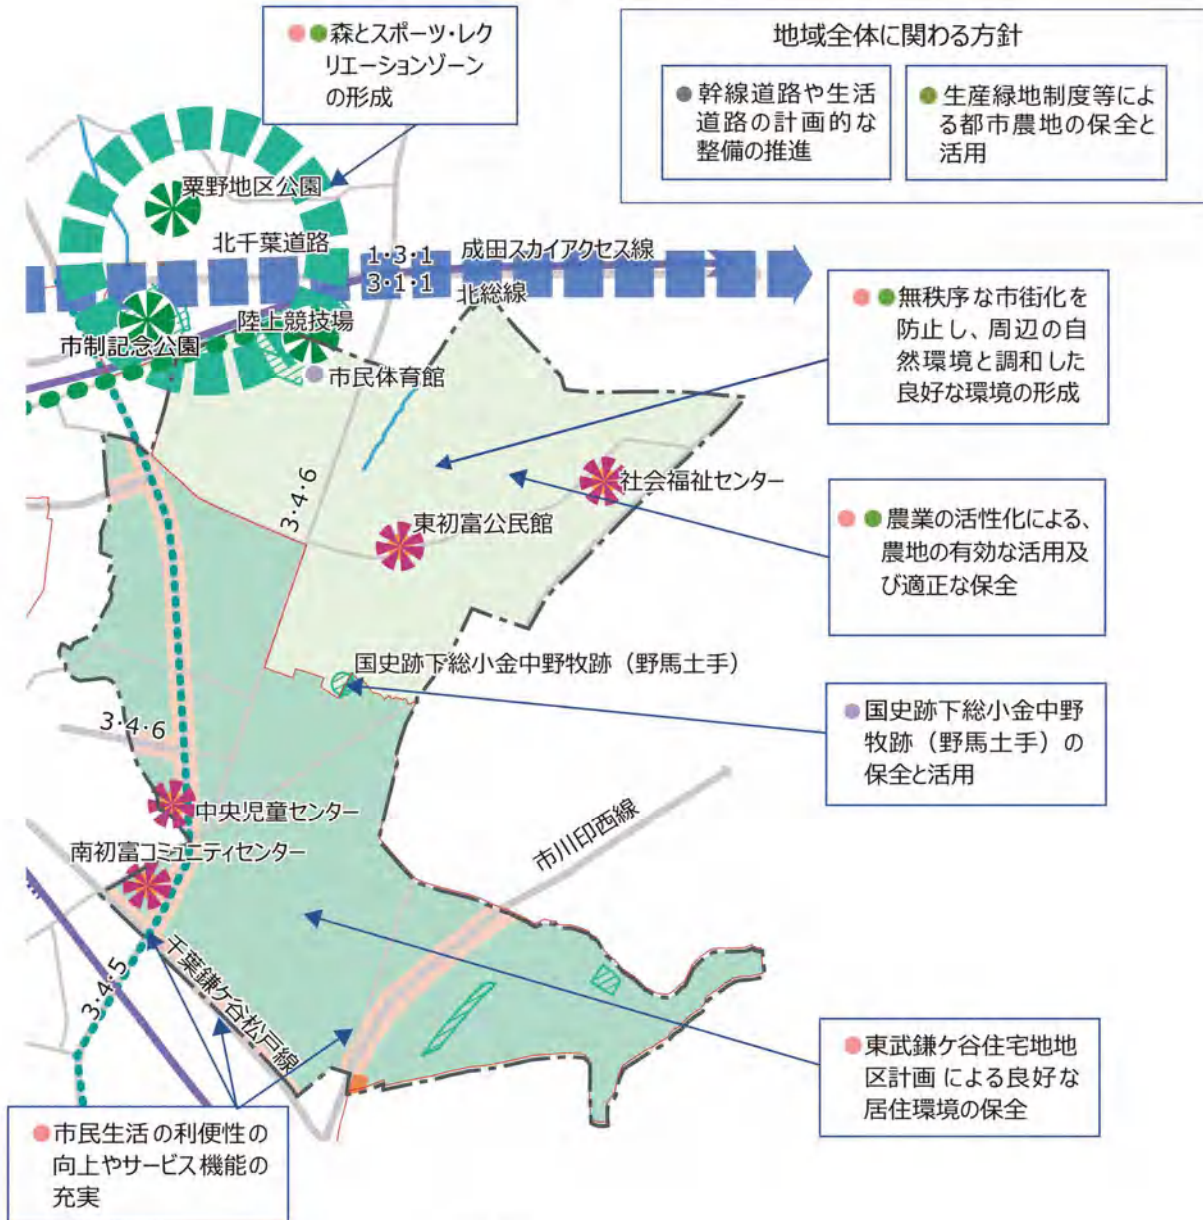 森とスポーツ・レク
リエーションゾーン
の形成
地域全体に関わる方針
幹線道路や生活
道路の計画的な
整備の推進
生産緑地制度等によ
る都市農地の保全と
活用
粟野地区公園
北千葉道路
1・3・1
3・1・1
成田スカイアクセス線
北総線
市制記念公園
陸上競技場
市民体育館
無秩序な市街化を
防止し、周辺の自
然環境と調和した
良好な環境の形成
3・4・6
社会福祉センター
東初富公民館
農業の活性化による、
農地の有効な活用及
び適正な保全
国史跡下総小金中野牧跡（野馬土手）
国史跡下総小金中野
牧跡（野馬土手）の
保全と活用
3・4・6
中央児童センター
南初富コミュニティセンター
市川印西線
千葉鎌ケ谷松戸線
3・4・5
東武鎌ケ谷住宅地地
区計画による良好な
居住環境の保全
市民生活の利便性の
向上やサービス機能の
充実